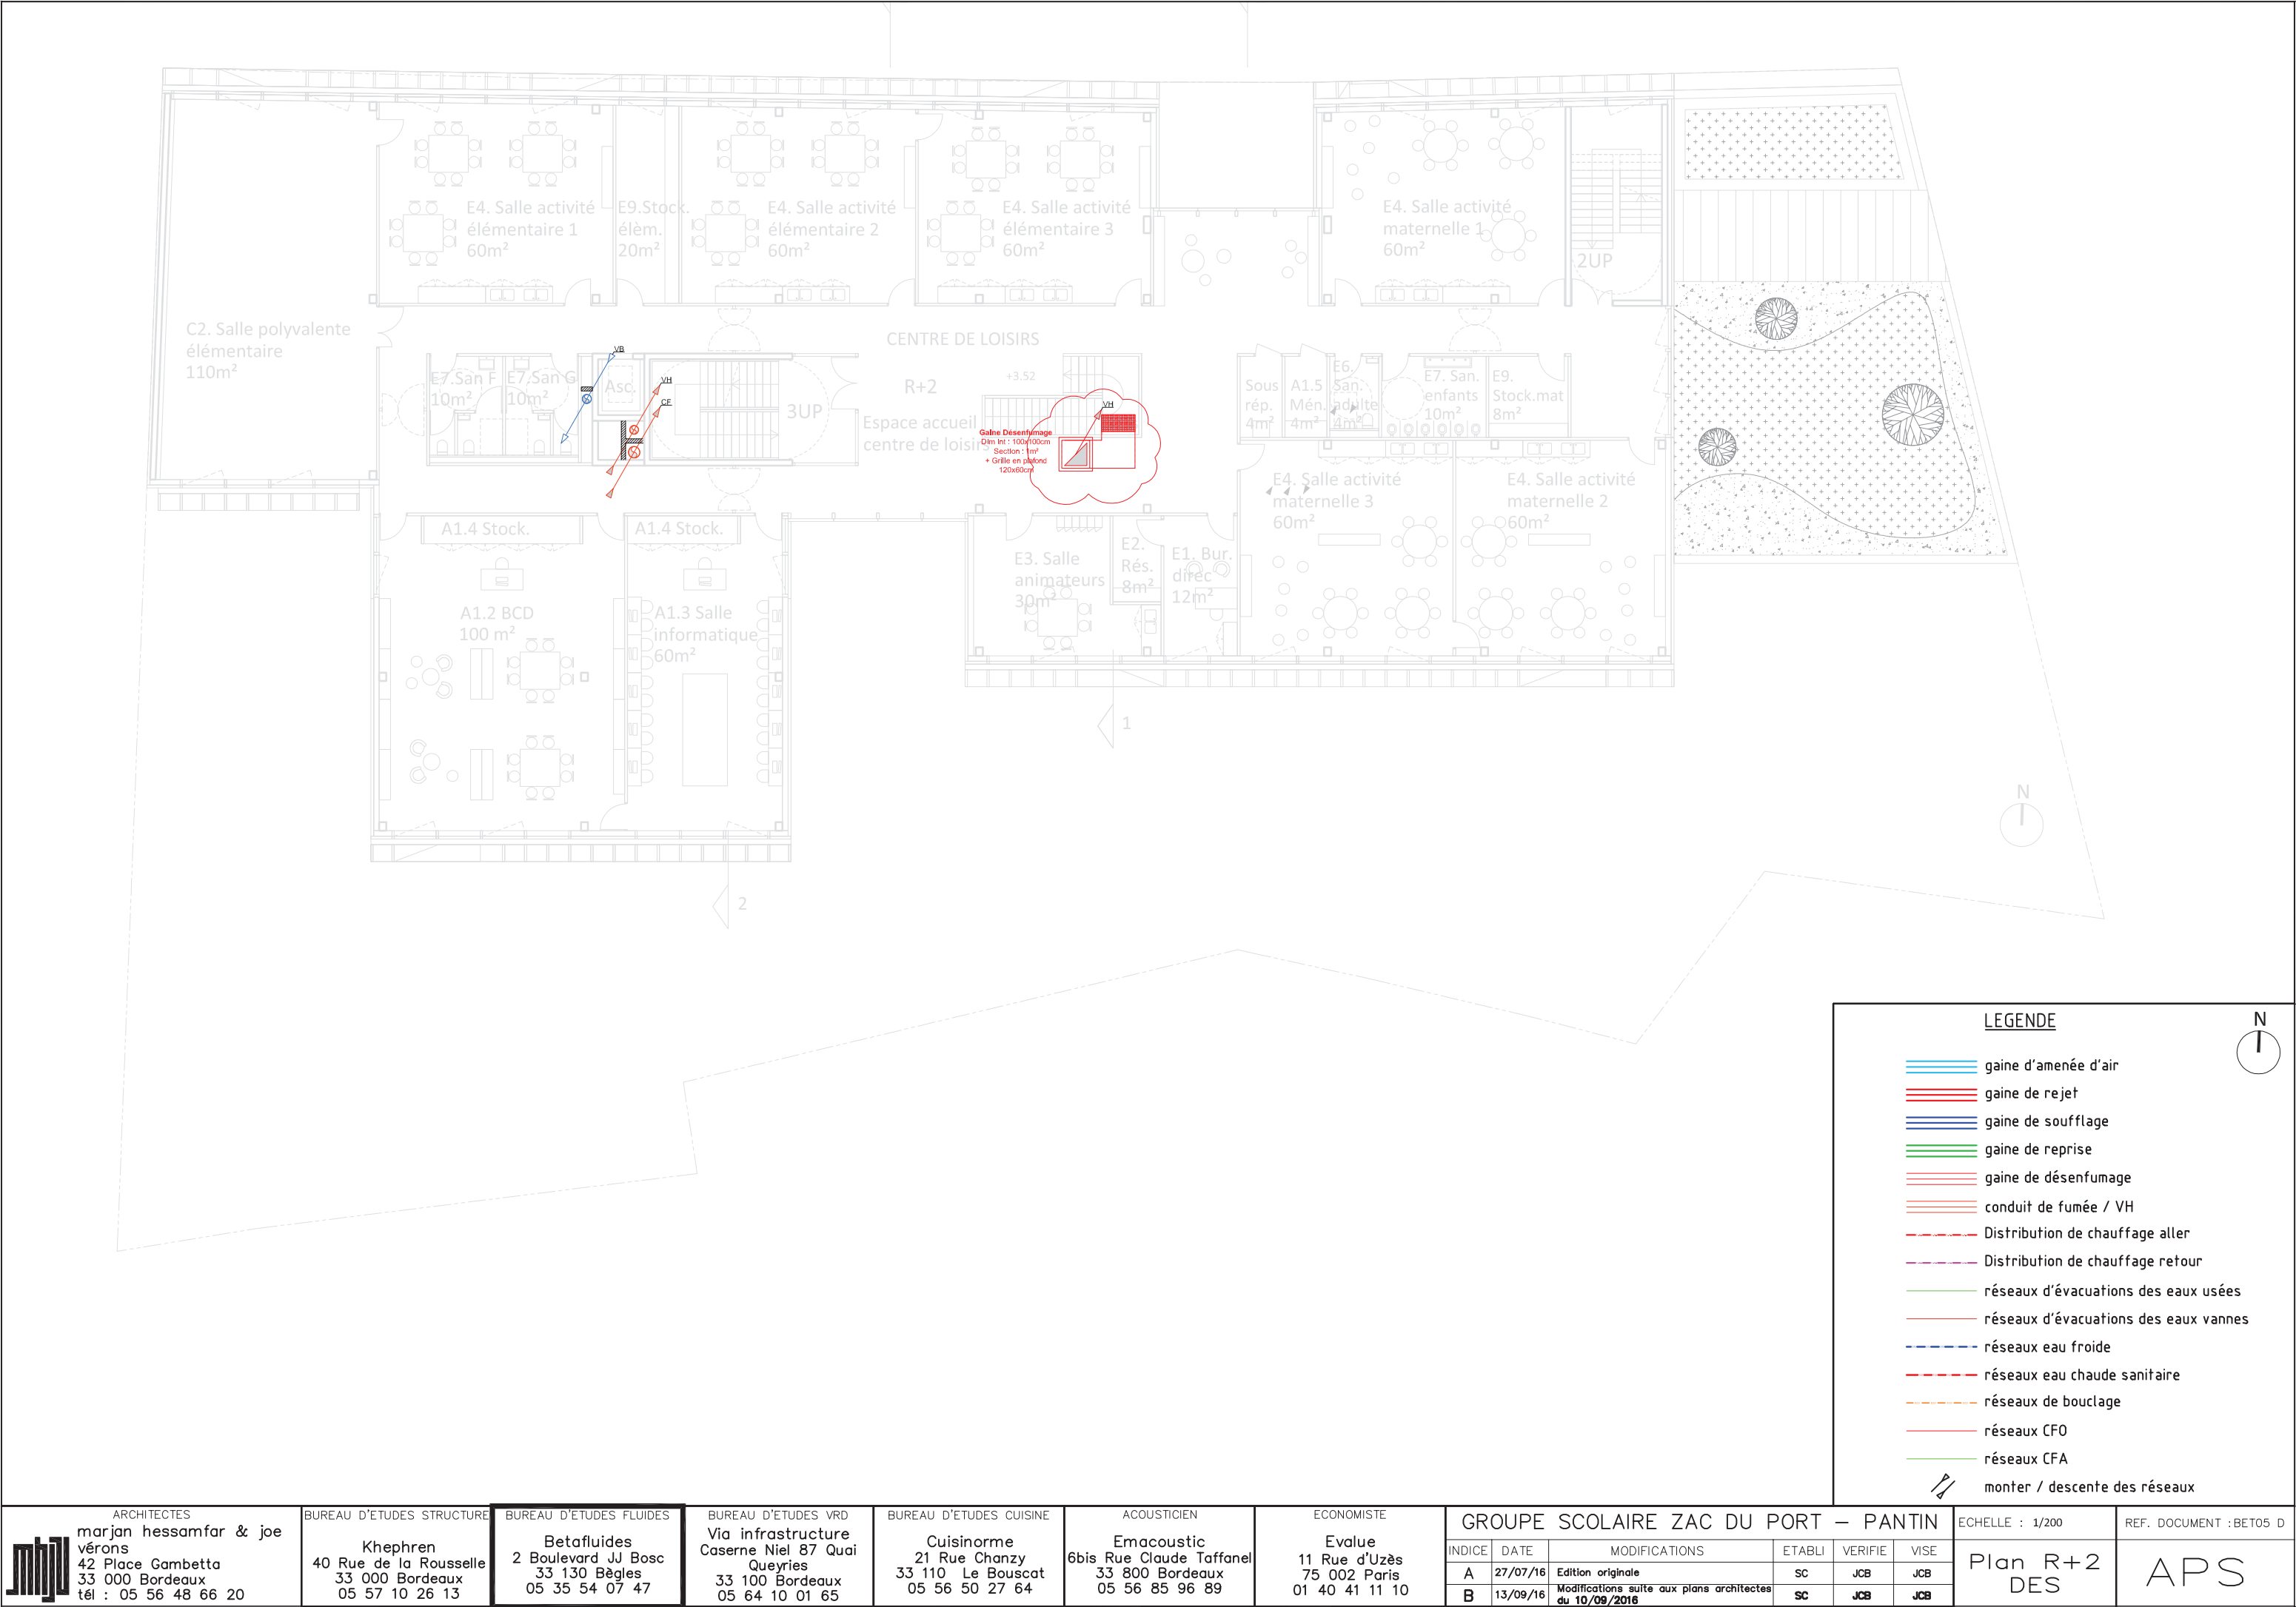 E4. Salle activité
élémentaire 1
60m²
E9.Stock.
élèm.
20m²
E4. Salle activité
élémentaire 2
60m²
E4. Salle activité
élémentaire 3
60m²
E4. Salle activité
maternelle 1
60m²
2UP
C2. Salle polyvalente
élémentaire
110m²
CENTRE DE LOISIRS
VB
VH
CF
E7.San F
10m²
E7.San G
10m²
Asc.
3UP
R+2
+3.52
Espace accueil
centre de loisirs
VH
Gaine Désenfumage
Dim Int : 100x100cm
Section : 1m²
+ Grille en plafond
120x60cm
Sous
rép.
4m²
A1.5
Mén.
4m²
E6.
San.
adulte
4m²
E7. San.
enfants
10m²
E9.
Stock.mat
8m²
E4. Salle activité
maternelle 3
60m²
E4. Salle activité
maternelle 2
60m²
A1.4 Stock.
A1.4 Stock.
E3. Salle
animateurs
30m²
E2.
Rés.
8m²
E1. Bur.
direc
12m²
A1.2 BCD
100 m²
A1.3 Salle
informatique
60m²
1
2
N
LEGENDE
N
gaine d'amenée d'air
gaine de rejet
gaine de soufflage
gaine de reprise
gaine de désenfumage
conduit de fumée / VH
Distribution de chauffage aller
Distribution de chauffage retour
réseaux d'évacuations des eaux usées
réseaux d'évacuations des eaux vannes
réseaux eau froide
réseaux eau chaude sanitaire
réseaux de bouclage
réseaux CFO
réseaux CFA
monter / descente des réseaux
ARCHITECTES
marjan hessamfar & joe
vérons
42 Place Gambetta
33 000 Bordeaux
tél : 05 56 48 66 20
BUREAU D'ETUDES STRUCTURE
Khephren
40 Rue de la Rousselle
33 000 Bordeaux
05 57 10 26 13
BUREAU D'ETUDES FLUIDES
Betafluides
2 Boulevard JJ Bosc
33 130 Bègles
05 35 54 07 47
BUREAU D'ETUDES VRD
Via infrastructure
Caserne Niel 87 Quai
Queyries
33 100 Bordeaux
05 64 10 01 65
BUREAU D'ETUDES CUISINE
Cuisinorme
21 Rue Chanzy
33 110 Le Bouscat
05 56 50 27 64
ACOUSTICIEN
Emacoustic
6bis Rue Claude Taffanel
33 800 Bordeaux
05 56 85 96 89
ECONOMISTE
Evalue
11 Rue d'Uzès
75 002 Paris
01 40 41 11 10
GROUPE SCOLAIRE ZAC DU PORT – PANTIN
INDICE DATE MODIFICATIONS ETABLI VERIFIE VISE
A 27/07/16 Edition originale SC JCB JCB
B 13/09/16 Modifications suite aux plans architectes
du 10/09/2016 SC JCB JCB
ECHELLE : 1/200
Plan R+2
DES
REF. DOCUMENT :BET05 D
APS